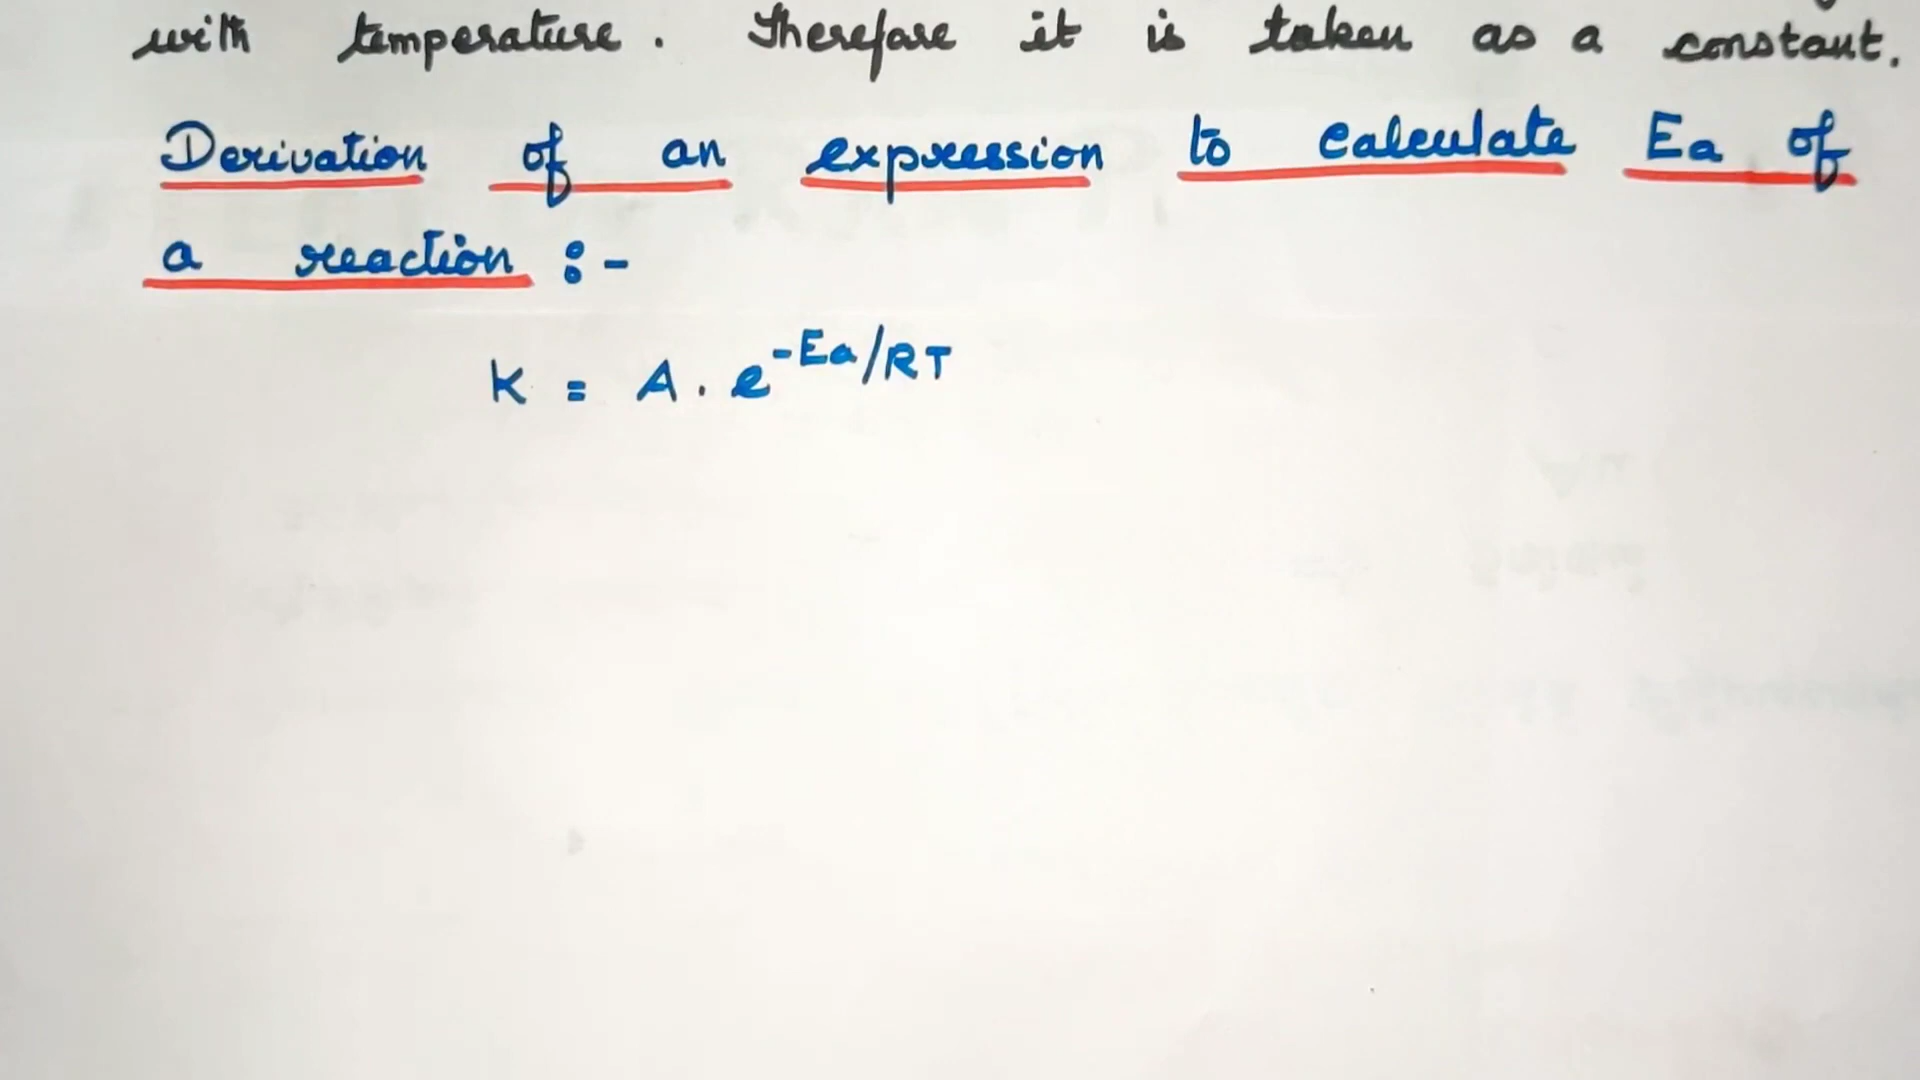 with temperature. Therefore it is taken as a constant.
Derivation of an expression to calculate Ea of
a reaction :-
K = A . e^-Ea/RT